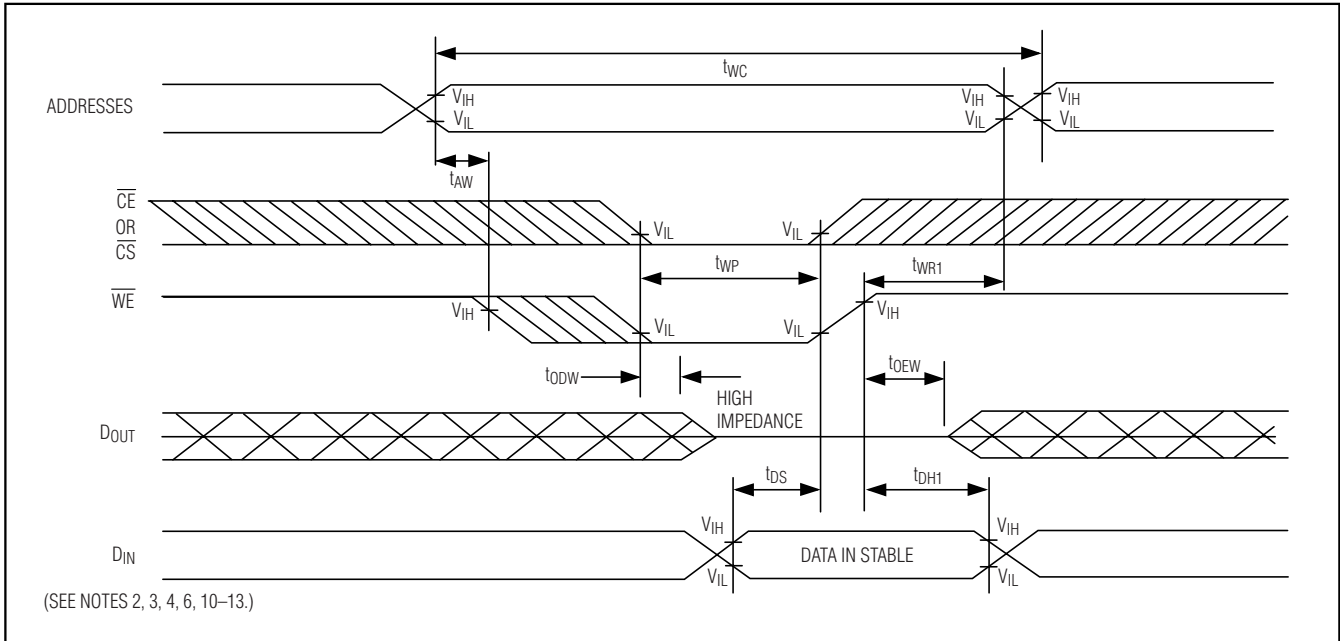 tWC
ADDRESSES
VIH
VIL
VIH
VIL
VIH
VIL
tAW
CE
OR
CS
VIL
VIL
tWP
tWR1
WE
VIH
VIL
VIL
VIH
tODW
tOEW
HIGH
IMPEDANCE
DOUT
tDS
tDH1
DIN
VIH
VIL
DATA IN STABLE
VIH
VIL
(SEE NOTES 2, 3, 4, 6, 10–13.)